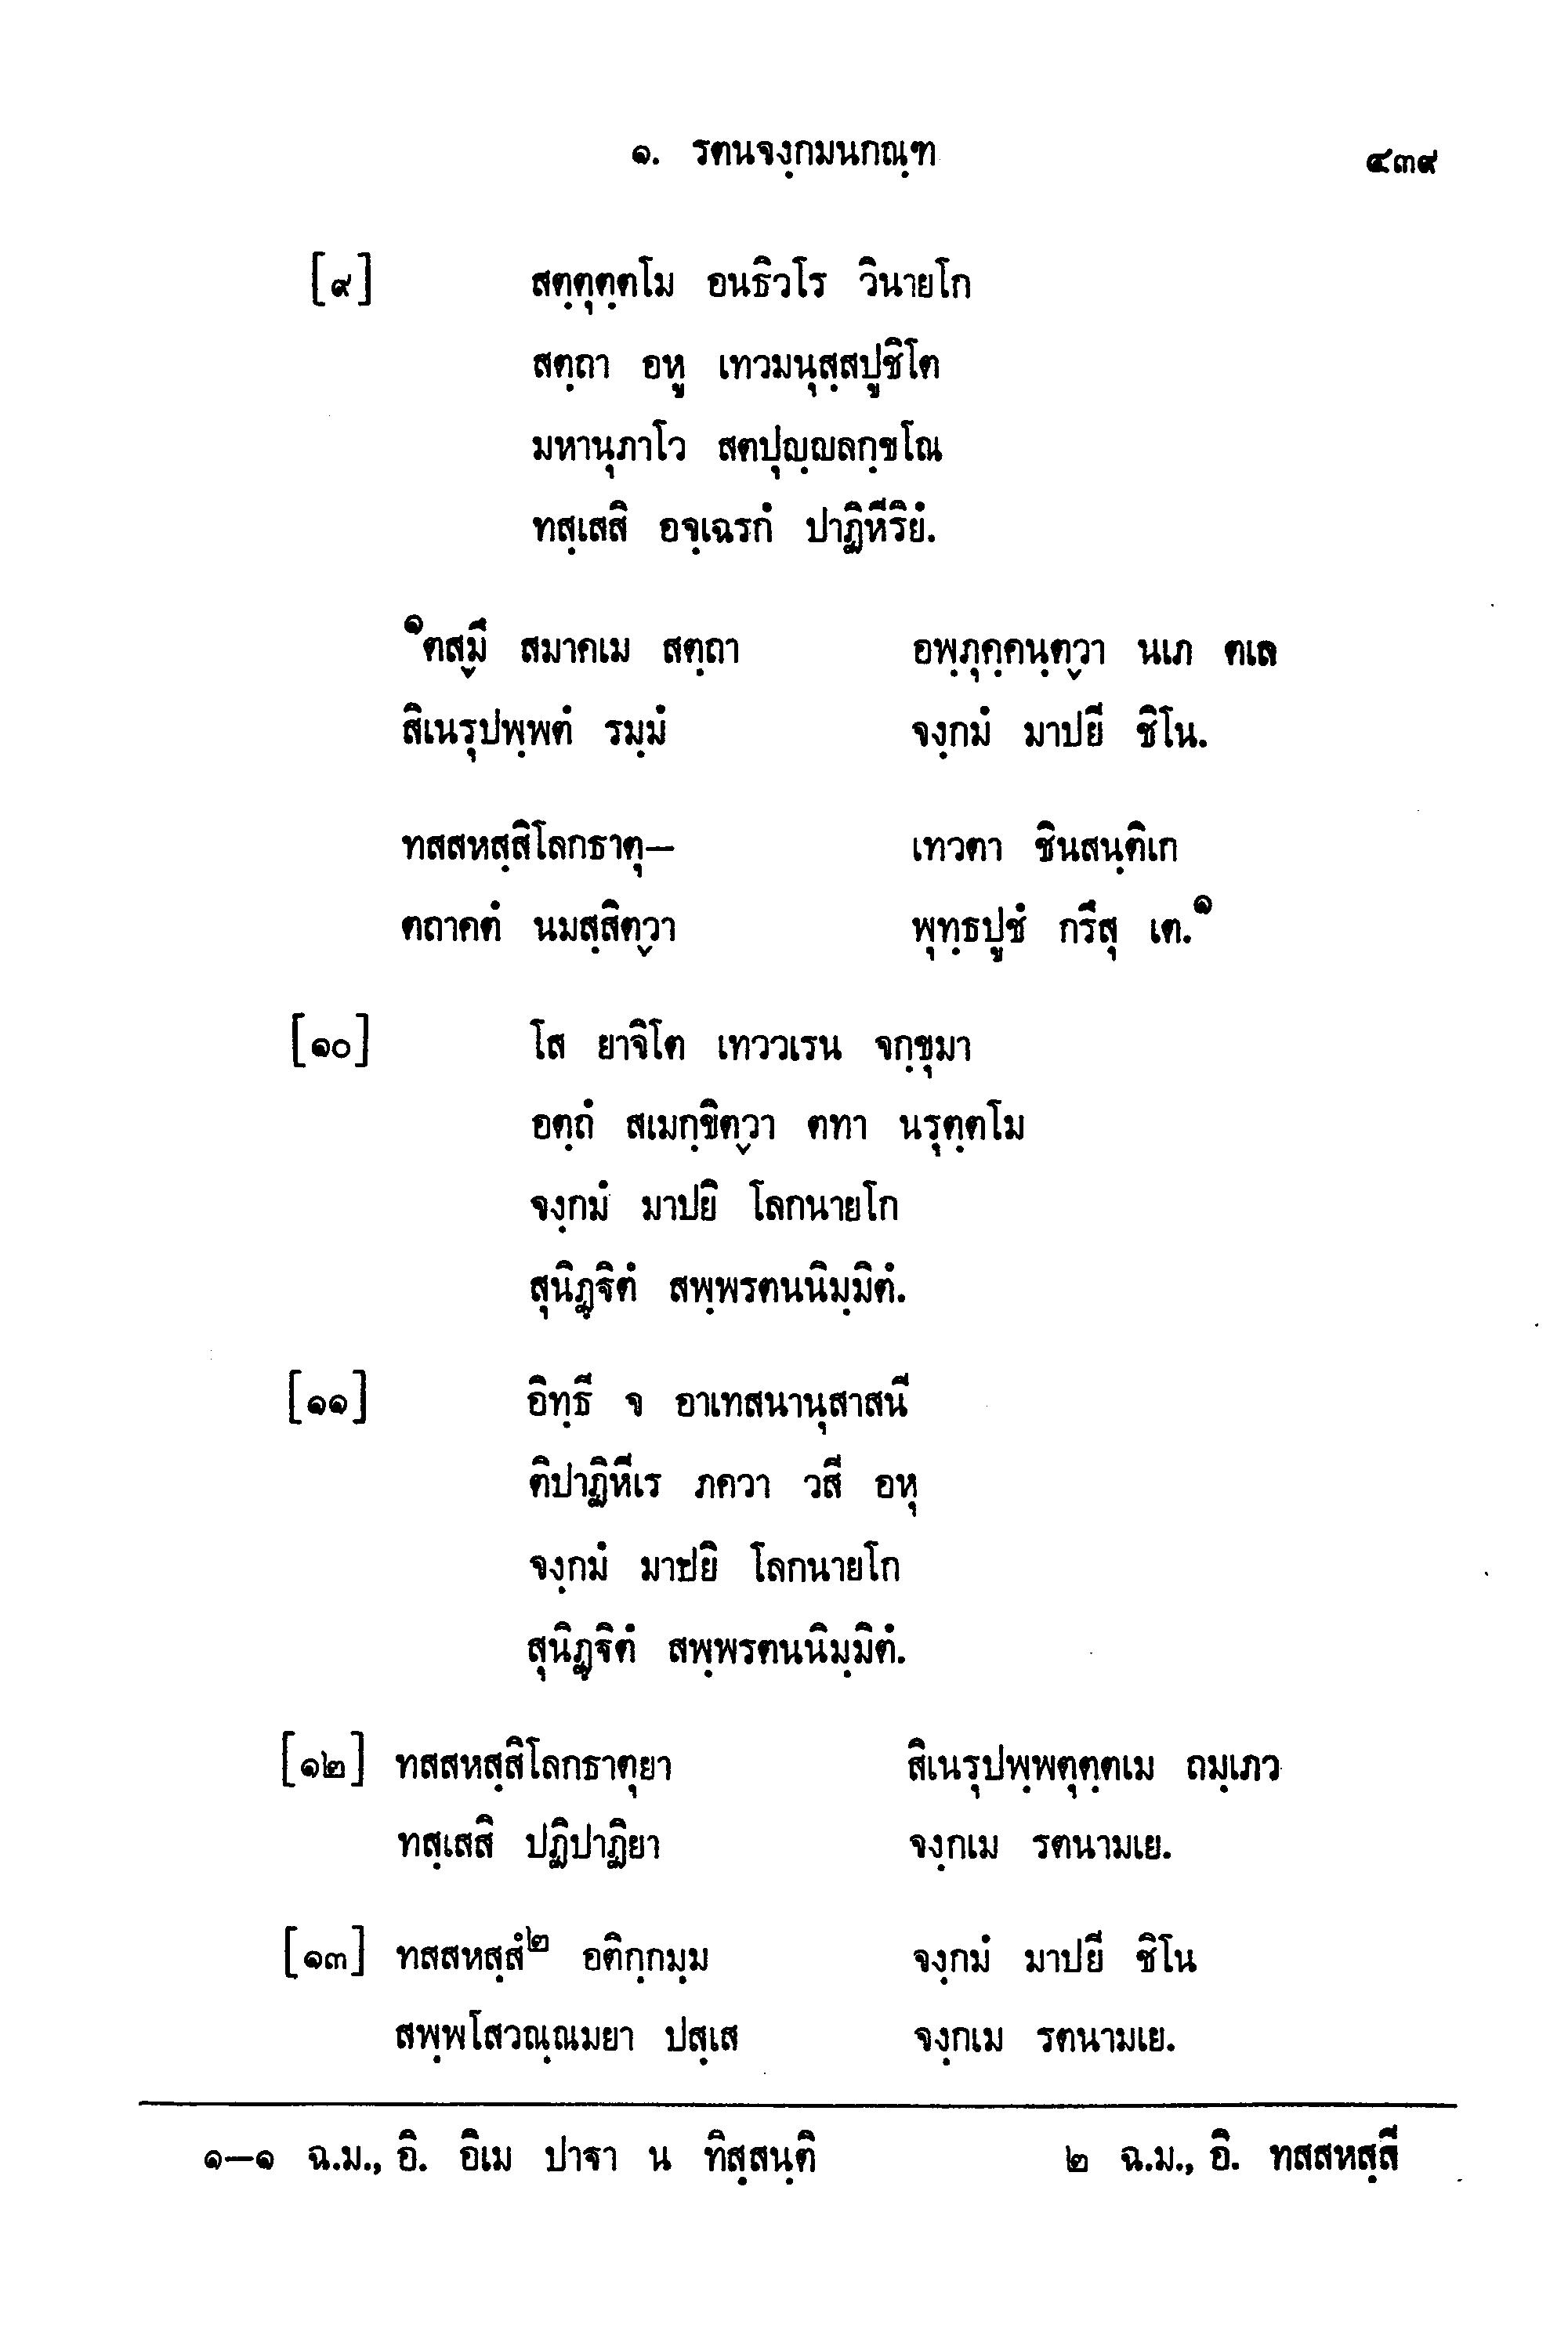 ๑. รตนจงฺกมนกณฺฑ
๔๓๙
[๙] สตฺตุตฺตโม อนธิวโร วินายโก
สตฺถา อหู เทวมนุสฺสปูชิโต
มหานุภาโว สตปุญฺญลกฺขโณ
ทสฺเสสิ อจฺเฉรกํ ปาฏิหีริยํ.
๑ตสฺมึ สมาคเม สตฺถา อพฺภุคฺคนฺตฺวา นเภ ตเล
สิเนรุปพฺพตํ รมฺมํ จงฺกมํ มาปยี ชิโน.
ทสสหสฺสิโลกธาตุ– เทวตา ชินสนฺติเก
ตถาคตํ นมสฺสิตฺวา พุทฺธปูชํ กรึสุ เต.๑
[๑๐] โส ยาจิโต เทววเรน จกฺขุมา
อตฺถํ สเมกฺขิตฺวา ตทา นรุตฺตโม
จงฺกมํ มาปยิ โลกนายโก
สุนิฏฺฐิตํ สพฺพรตนนิมฺมิตํ.
[๑๑] อิทฺธี จ อาเทสนานุสาสนี
ติปาฏิหีเร ภควา วสี อหุ
จงฺกมํ มาปยิ โลกนายโก
สุนิฏฺฐิตํ สพฺพรตนนิมฺมิตํ.
[๑๒] ทสสหสฺสิโลกธาตุยา สิเนรุปพฺพตุตฺตเม ถมฺเภว
ทสฺเสสิ ปฏิปาฏิยา จงฺกเม รตนามเย.
[๑๓] ทสสหสฺสํ๒ อติกฺกมฺม จงฺกมํ มาปยี ชิโน
สพฺพโสวณฺณมยา ปสฺเส จงฺกเม รตนามเย.
๑–๑ ฉ.ม., อิ. อิเม ปาฐา น ทิสฺสนฺติ ๒ ฉ.ม., อิ. ทสสหสฺสี